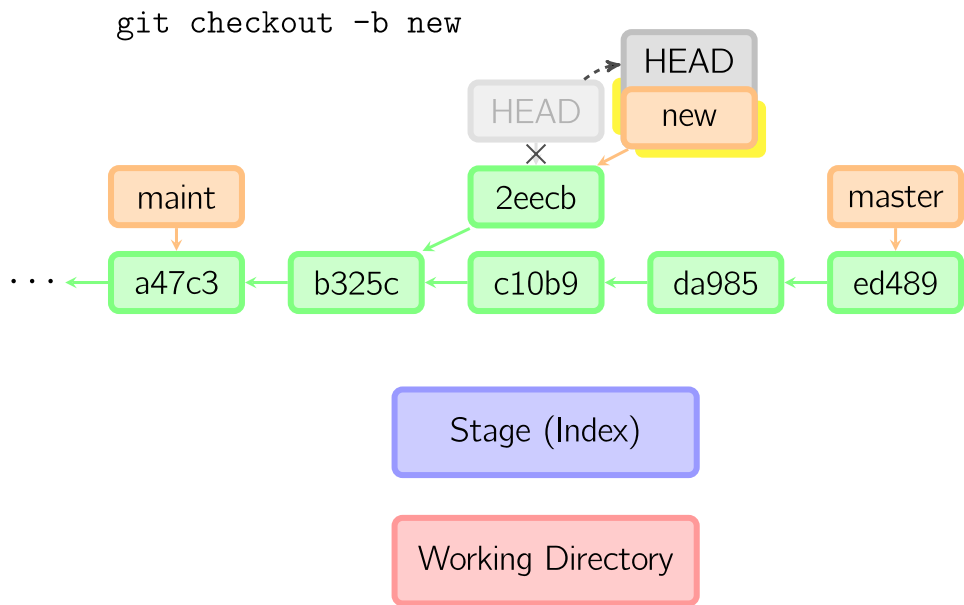 git checkout -b new
HEAD
HEAD
new
maint
2eecb
master
...
a47c3
b325c
c10b9
da985
ed489
Stage (Index)
Working Directory